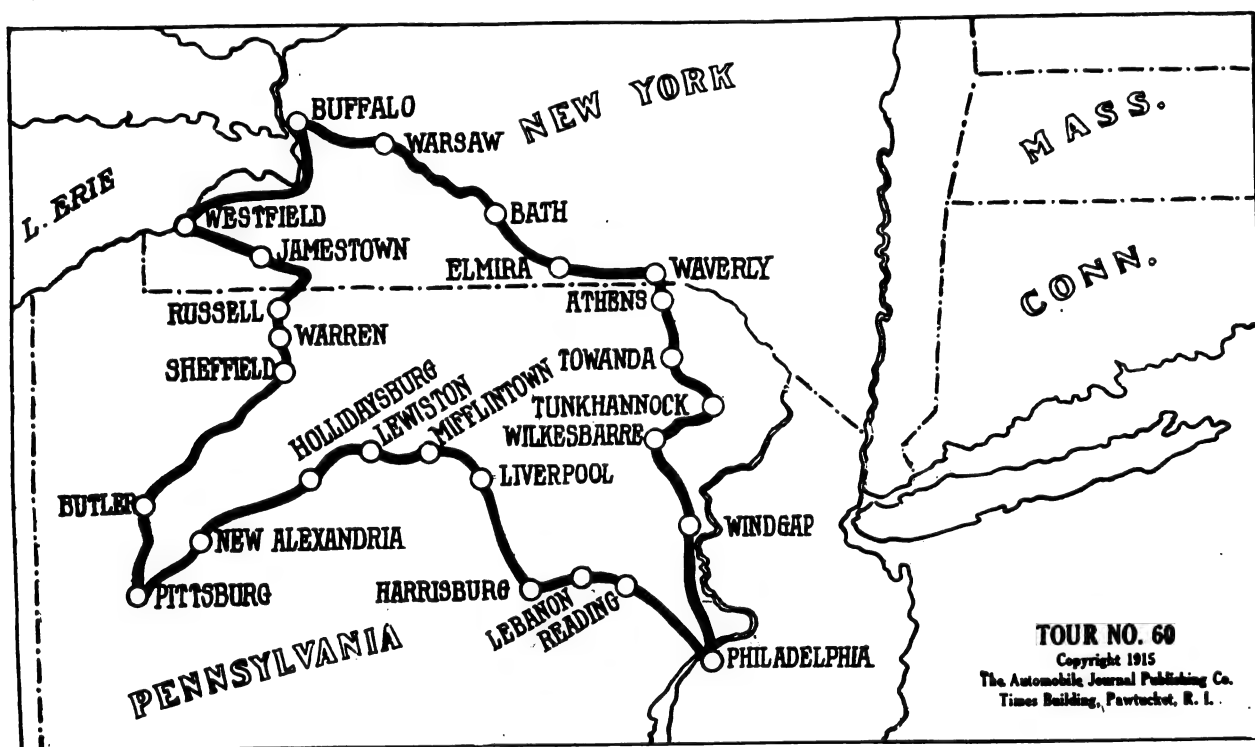 BUFFALO
NEW YORK
WARSAW
MASS.
L. ERIE
WESTFIELD
BATH
JAMESTOWN
ELMIRA
WAVERLY
CONN.
RUSSELL
ATHENS
WARREN
SHEFFIELD
TOWANDA
HOLLIDAYSBURG
LEWISTON
MIFFLINTOWN
TUNKHANNOCK
WILKESBARRE
LIVERPOOL
BUTLER
WINDGAP
NEW ALEXANDRIA
PITTSBURG
HARRISBURG
LEBANON
READING
PENNSYLVANIA
PHILADELPHIA
TOUR NO. 60
Copyright 1915
The Automobile Journal Publishing Co.
Times Building, Pawtucket, R. I.